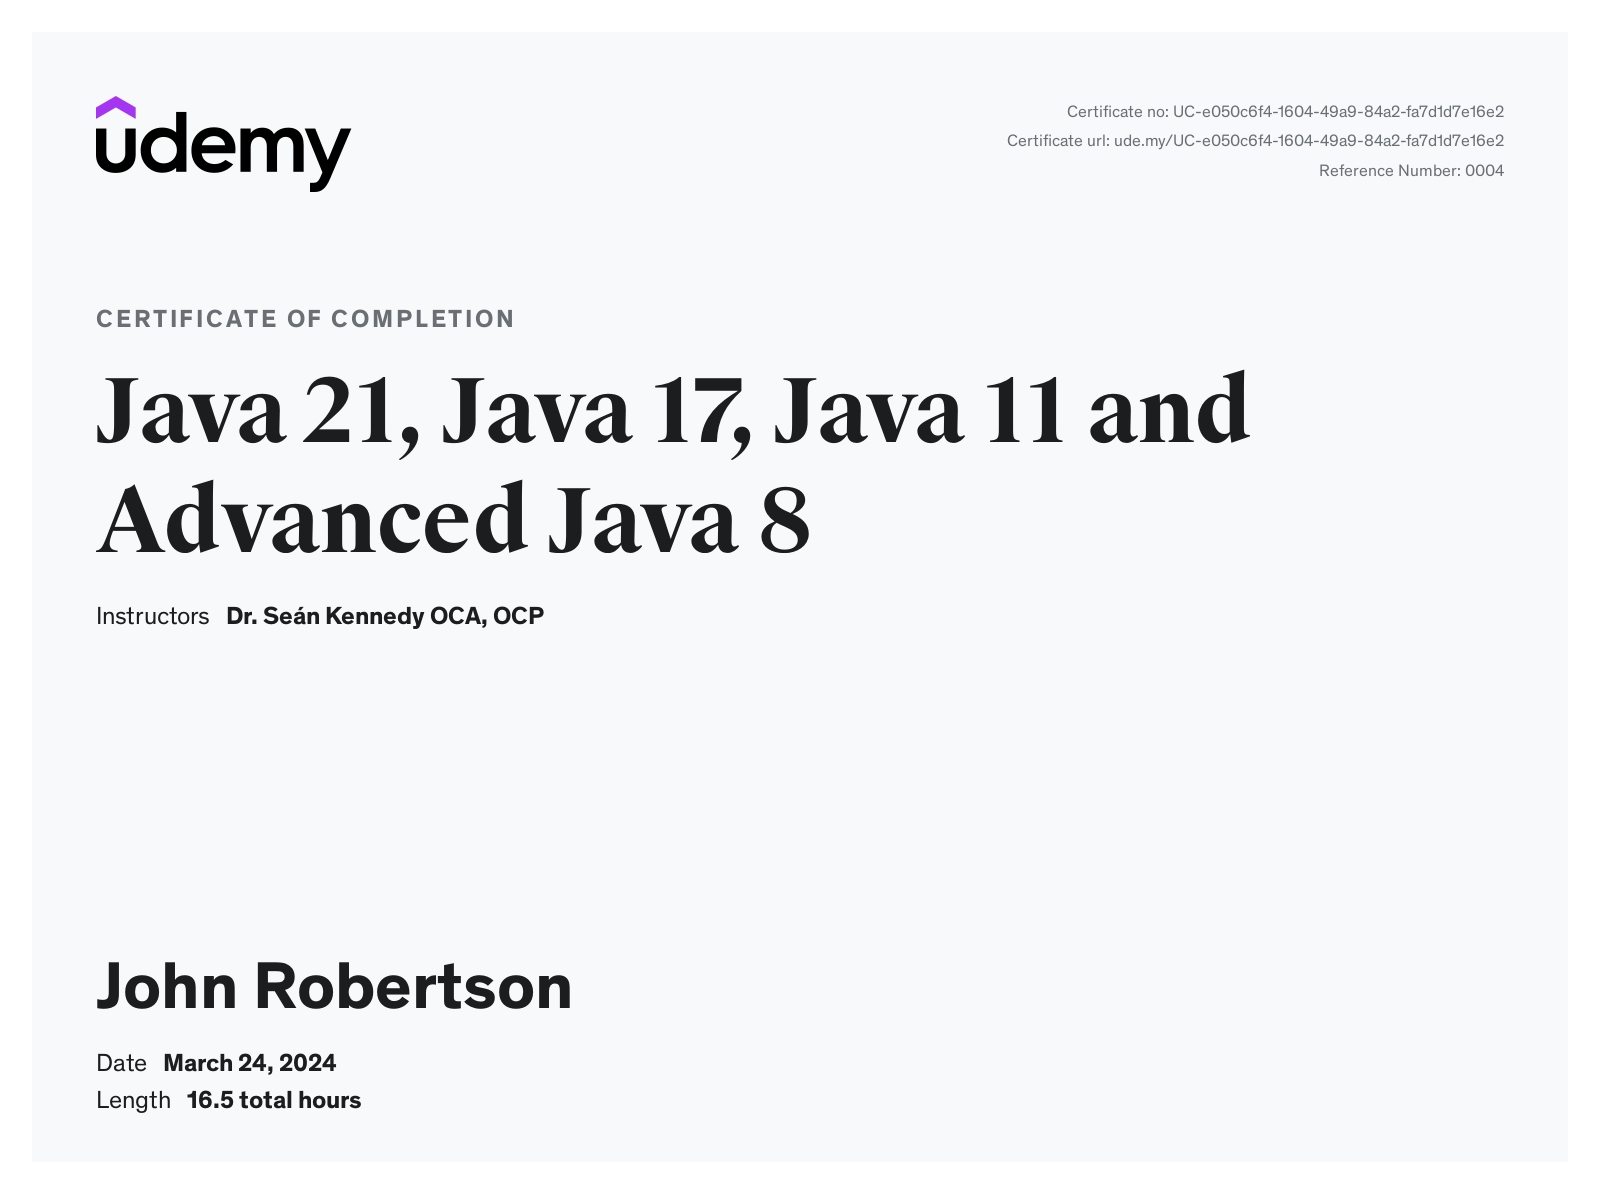 udemy
Certificate no: UC-e050c6f4-1604-49a9-84a2-fa7d1d7e16e2
Certificate url: ude.my/UC-e050c6f4-1604-49a9-84a2-fa7d1d7e16e2
Reference Number: 0004
CERTIFICATE OF COMPLETION
Java 21, Java 17, Java 11 and
Advanced Java 8
Instructors Dr. Seán Kennedy OCA, OCP
John Robertson
Date March 24, 2024
Length 16.5 total hours